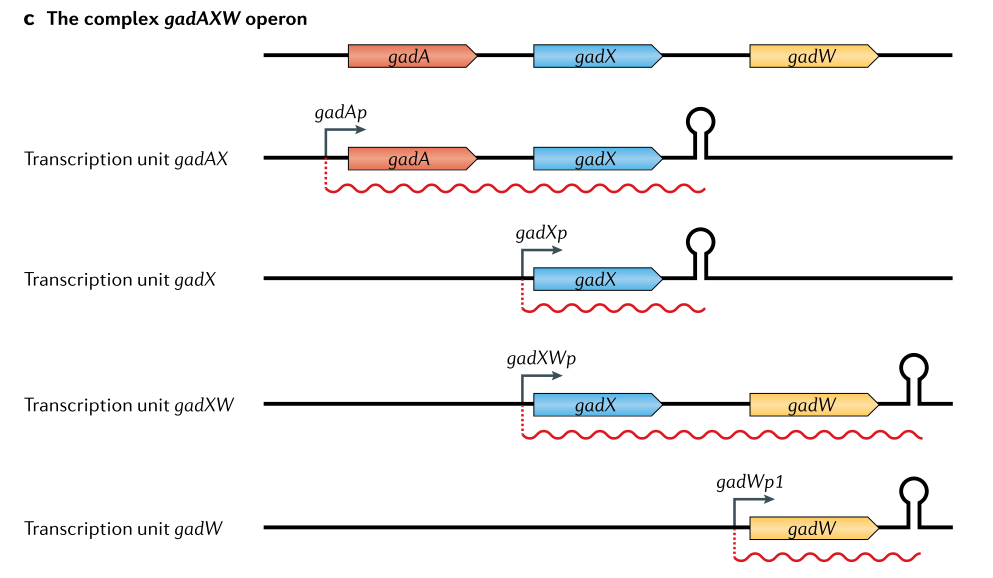 c The complex gadAXW operon
gadA gadX gadW
gadAp
Transcription unit gadAX gadA gadX
gadXp
Transcription unit gadX gadX
gadXWp
Transcription unit gadXW gadX gadW
gadWp1
Transcription unit gadW gadW